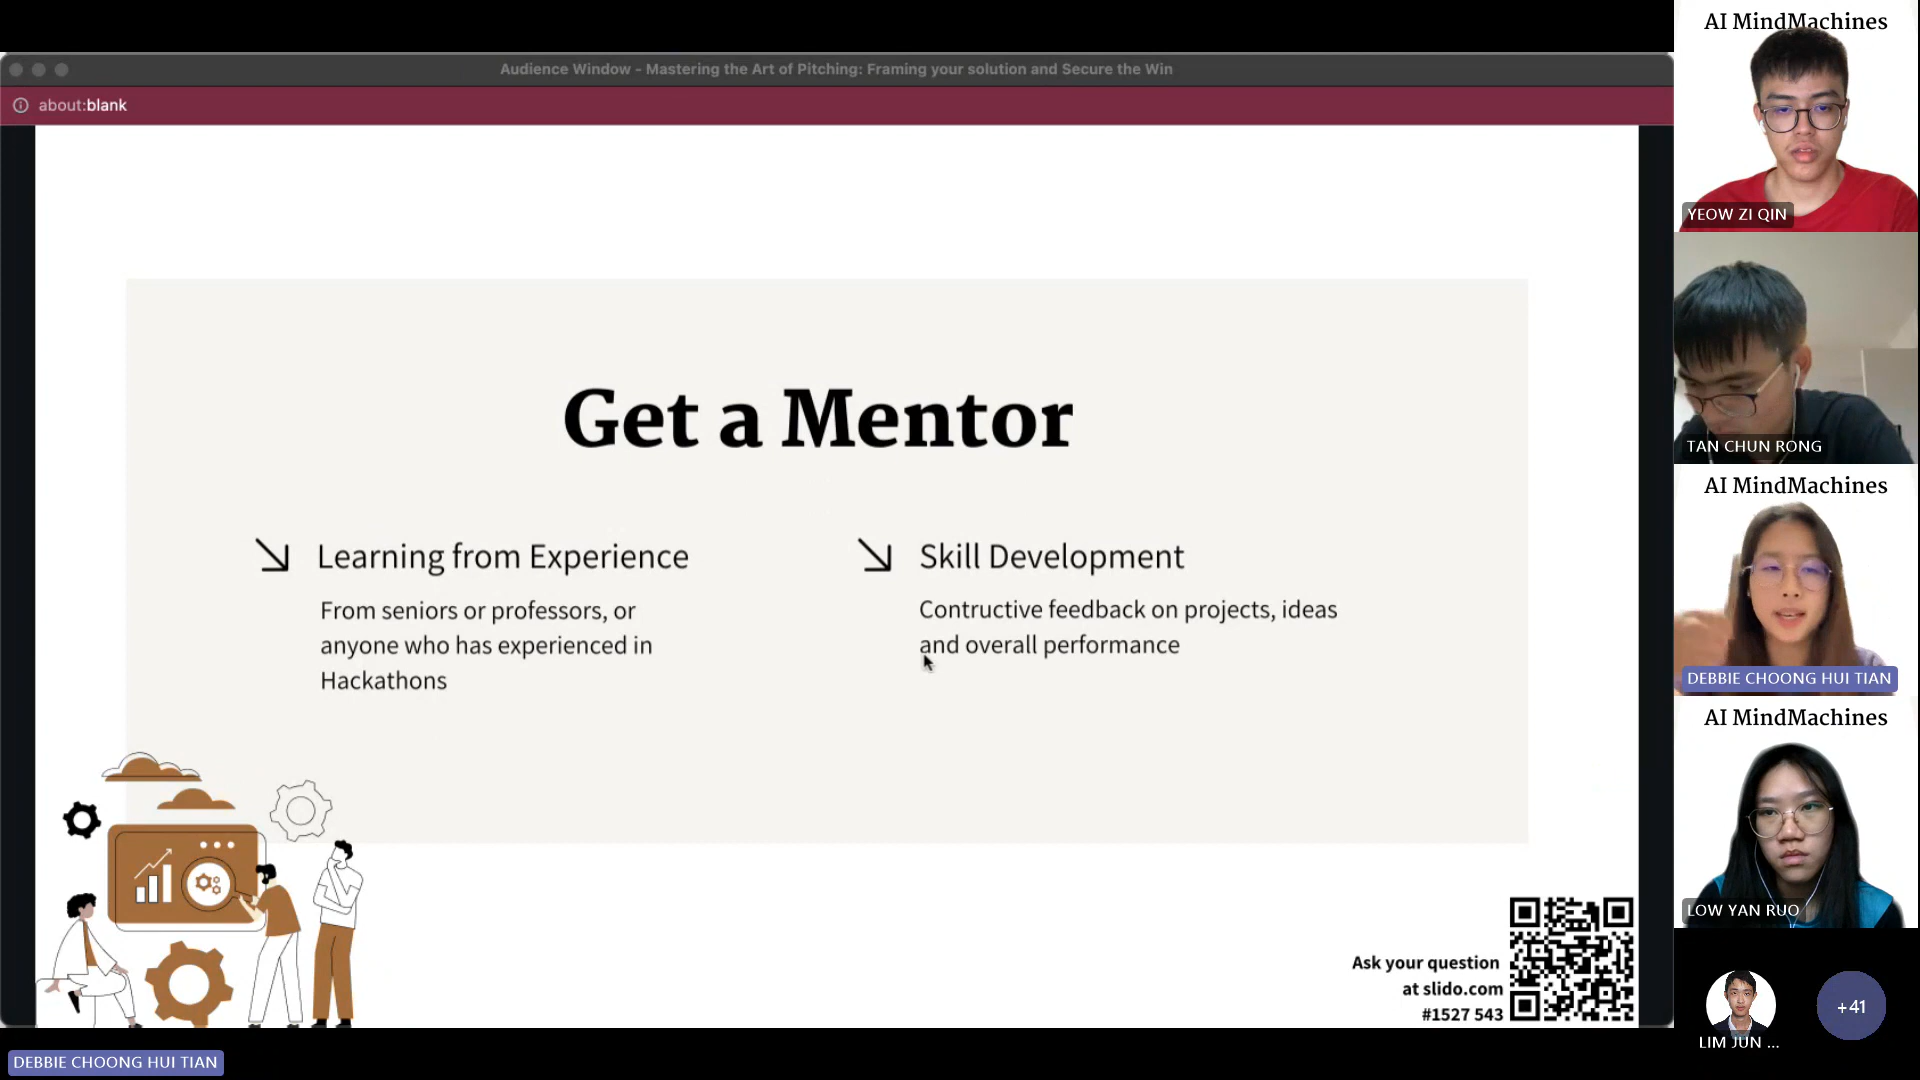 Audience Window - Mastering the Art of Pitching: Framing your solution and Secure the Win
about:blank
Get a Mentor
Learning from Experience
From seniors or professors, or
anyone who has experienced in
Hackathons
Skill Development
Contructive feedback on projects, ideas
and overall performance
Ask your question
at slido.com
#1527 543
DEBBIE CHOONG HUI TIAN
AI MindMachines
YEOW ZI QIN
TAN CHUN RONG
AI MindMachines
DEBBIE CHOONG HUI TIAN
AI MindMachines
LOW YAN RUO
LIM JUN ...
+41